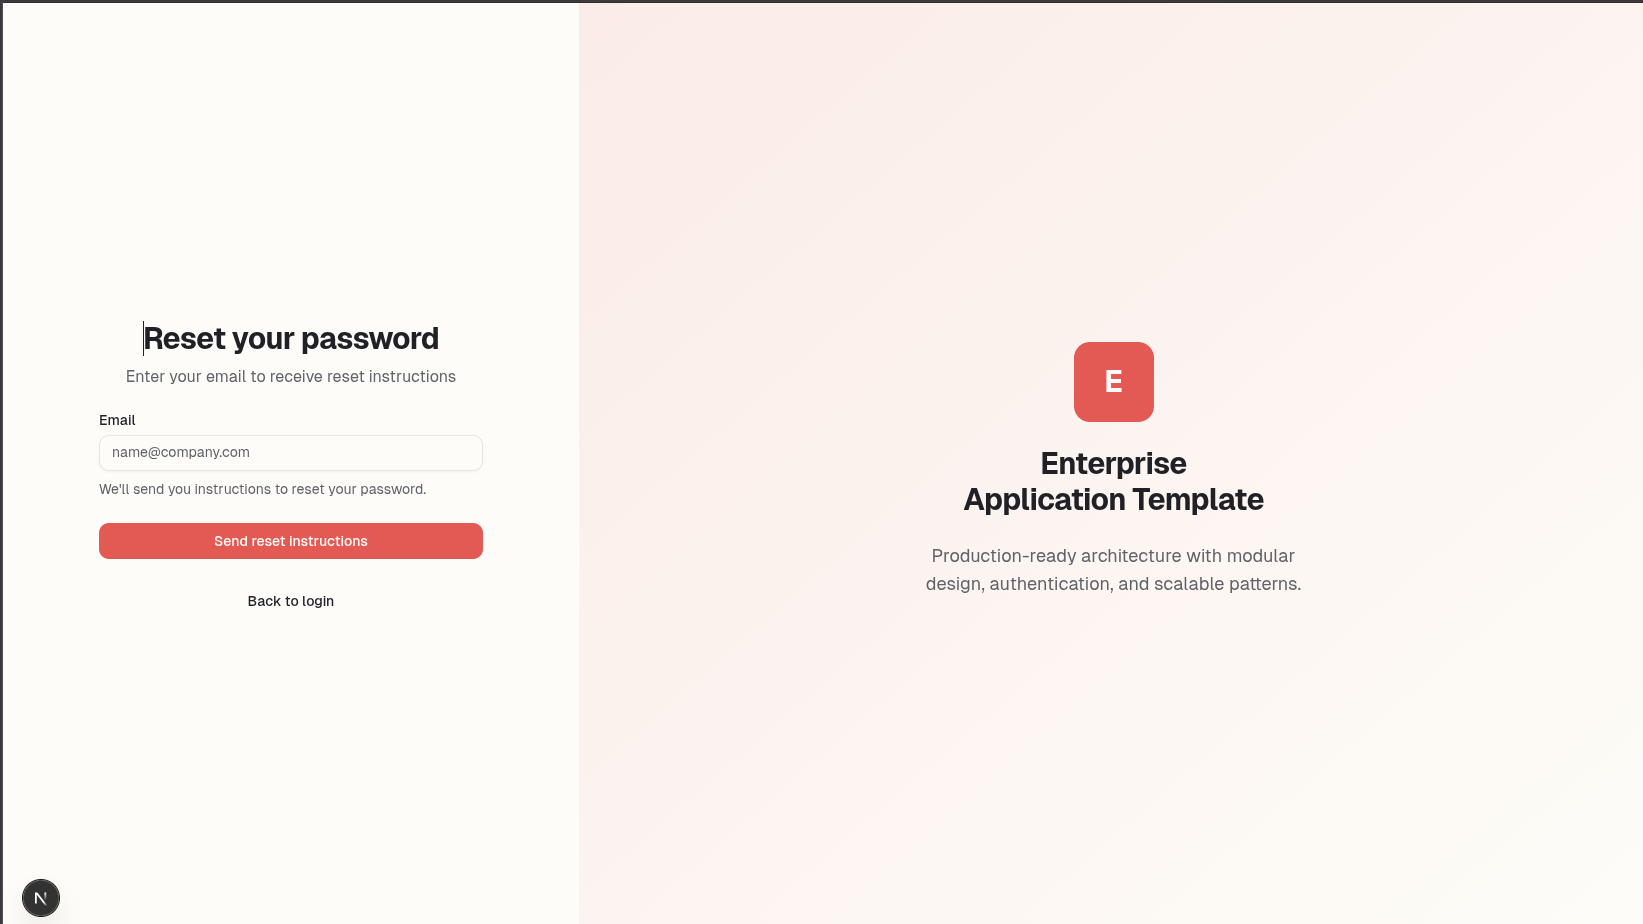 Reset your password
Enter your email to receive reset instructions
Email
name@company.com
We'll send you instructions to reset your password.
Send reset instructions
Back to login
E
Enterprise
Application Template
Production-ready architecture with modular
design, authentication, and scalable patterns.
N